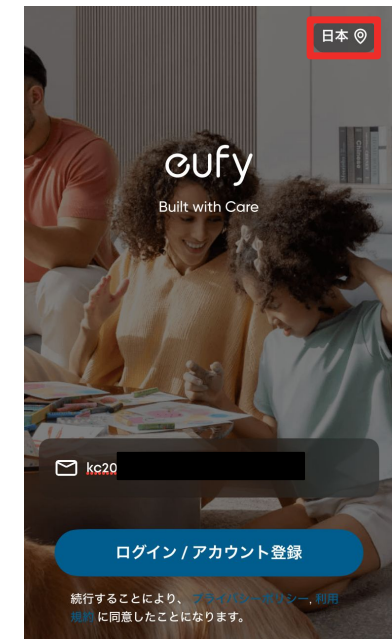 日本
eufy
Built with Care
kc20
ログイン / アカウント登録
続行することにより、 プライバシーポリシー, 利用
規約 に同意したことになります。